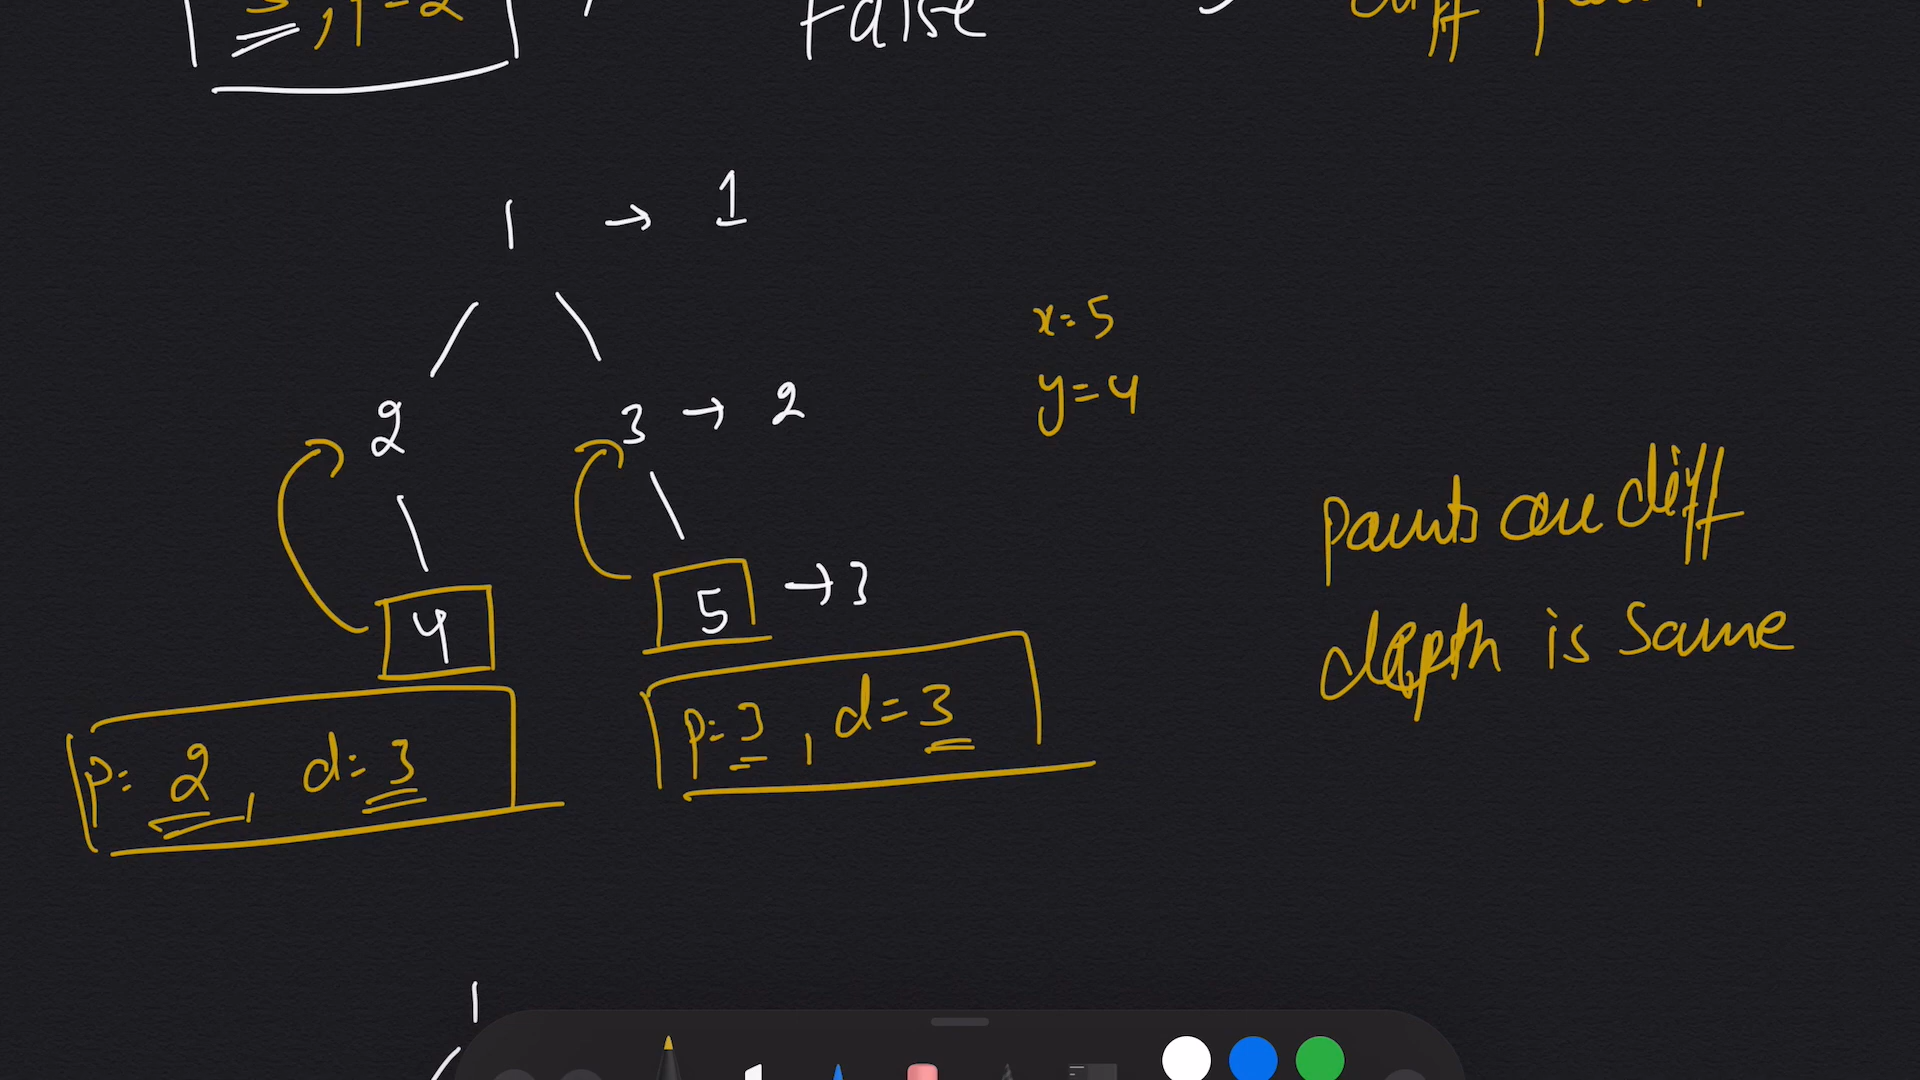 False
1 → 1
x=5
y=4
2 3 → 2
parents are diff
4 5 → 3
depth is same
p=3, d=3
p=2, d=3
1